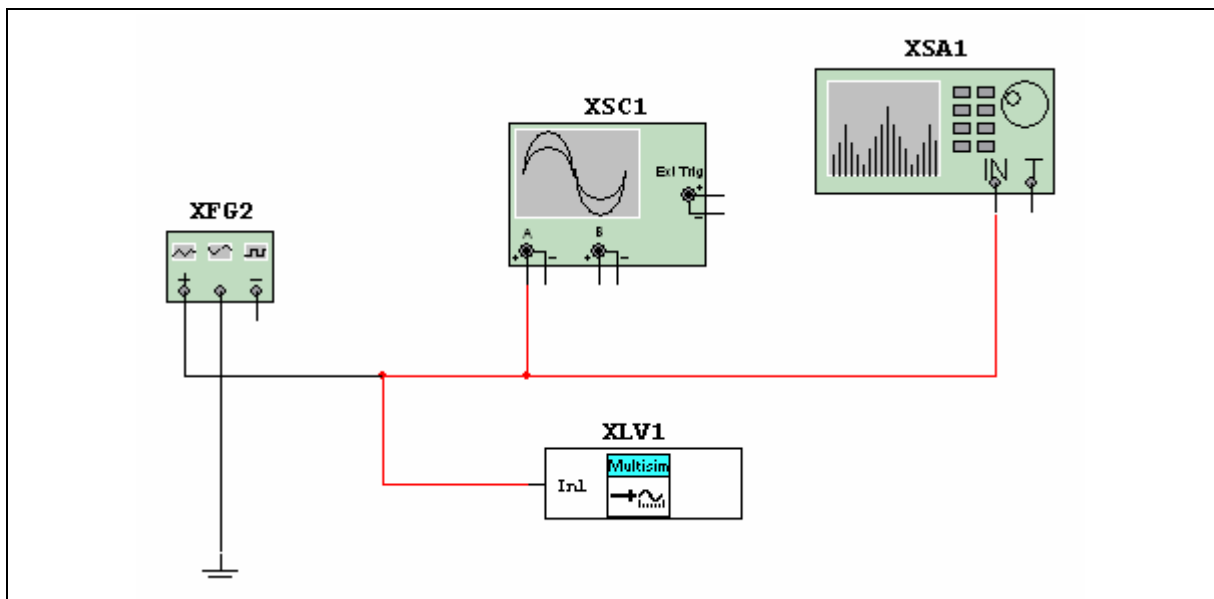 XSA1
XSC1
Ext Trig
+
-
IN T
XFG2
A B
+ - + -
+ -
XLV1
Multisim
In1